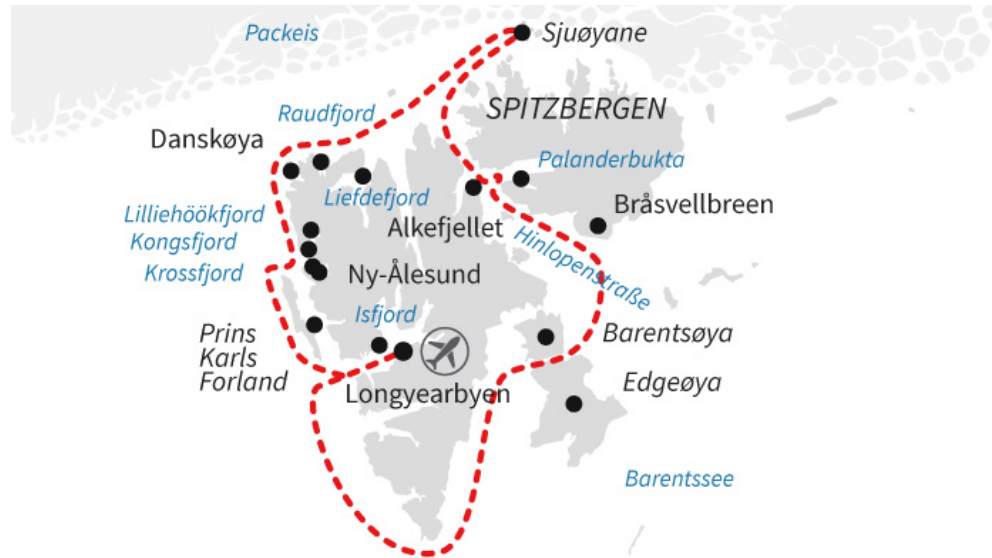 Packeis
Sjuøyane
Raudfjord
SPITZBERGEN
Danskøya
Palanderbukta
Liefdefjord
Bråsvellbreen
Lilliehöökfjord
Alkefjellet
Kongsfjord
Hinlopenstraße
Krossfjord
Ny-Ålesund
Isfjord
Prins
Karls
Forland
Barentsøya
Longyearbyen
Edgeøya
Barentssee